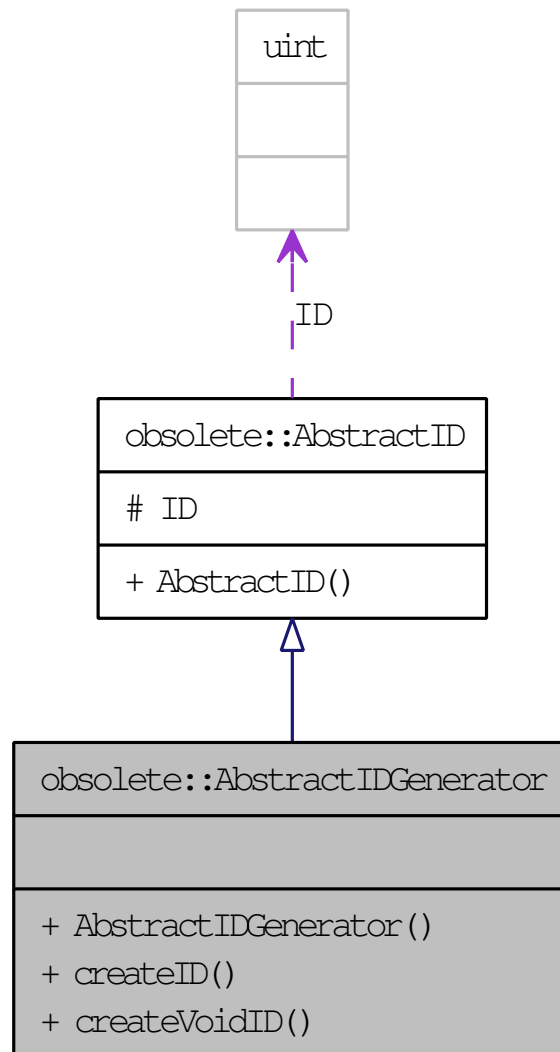 uint
ID
obsolete::AbstractID
# ID
+ AbstractID()
obsolete::AbstractIDGenerator
+ AbstractIDGenerator()
+ createID()
+ createVoidID()